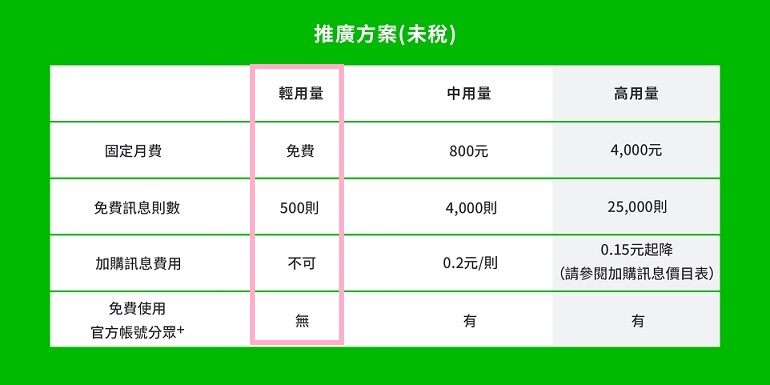 推廣方案(未稅)
輕用量 中用量 高用量
固定月費 免費 800元 4,000元
免費訊息則數 500則 4,000則 25,000則
加購訊息費用 不可 0.2元/則 0.15元起降
(請參閱加購訊息價目表)
免費使用
官方帳號分眾+ 無 有 有